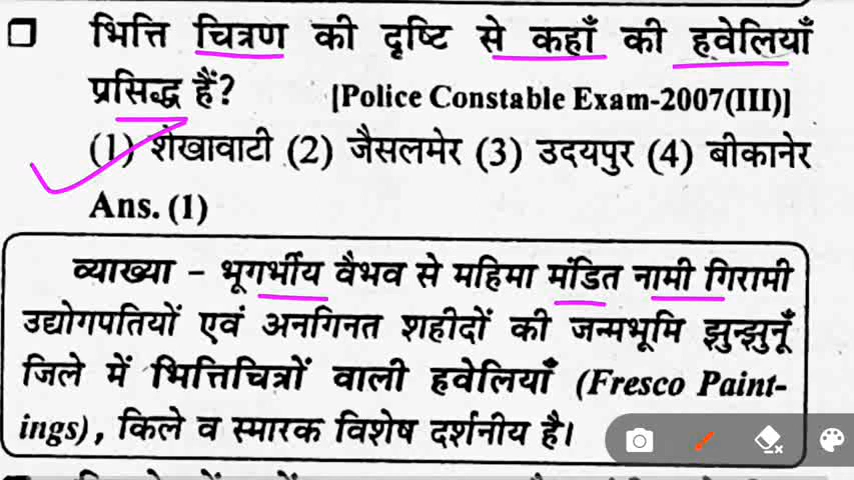 भित्ति चित्रण की दृष्टि से कहाँ की हवेलियाँ
प्रसिद्ध हैं? [Police Constable Exam-2007(III)]
(1) शेखावाटी (2) जैसलमेर (3) उदयपुर (4) बीकानेर
Ans. (1)
व्याख्या – भूगर्भीय वैभव से महिमा मंडित नामी गिरामी
उद्योगपतियों एवं अनगिनत शहीदों की जन्मभूमि झुन्झुनूँ
जिले में भित्तिचित्रों वाली हवेलियाँ (Fresco Paint-
ings), किले व स्मारक विशेष दर्शनीय है।